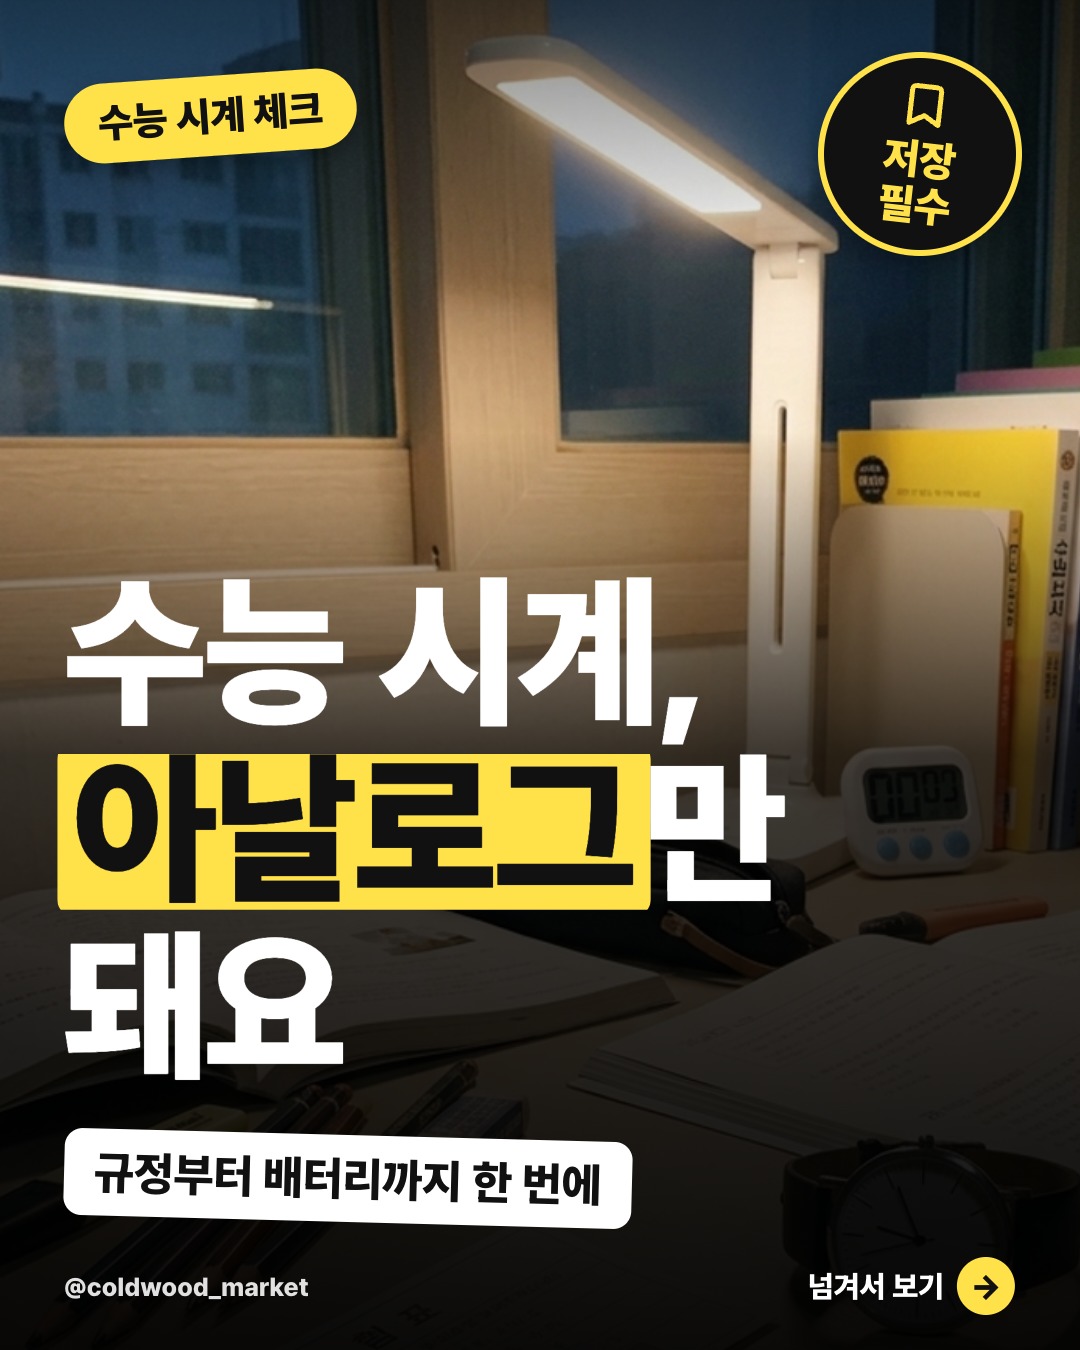 수능 시계 체크
저장
필수
수능 시계,
아날로그만
돼요
규정부터 배터리까지 한 번에
@coldwood_market
넘겨서 보기